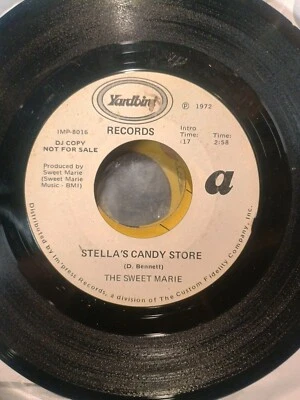 Yardbird
RECORDS
℗ 1972
IMP-8016
DJ COPY
NOT FOR SALE
Intro
Time:
:17
Time:
2:58
Produced by
Sweet Marie
(Sweet Marie
Music - BMI)
a
STELLA'S CANDY STORE
(D. Bennett)
THE SWEET MARIE
Distributed by Im'press Records, a division of The Custom Fidelity Company, Inc.